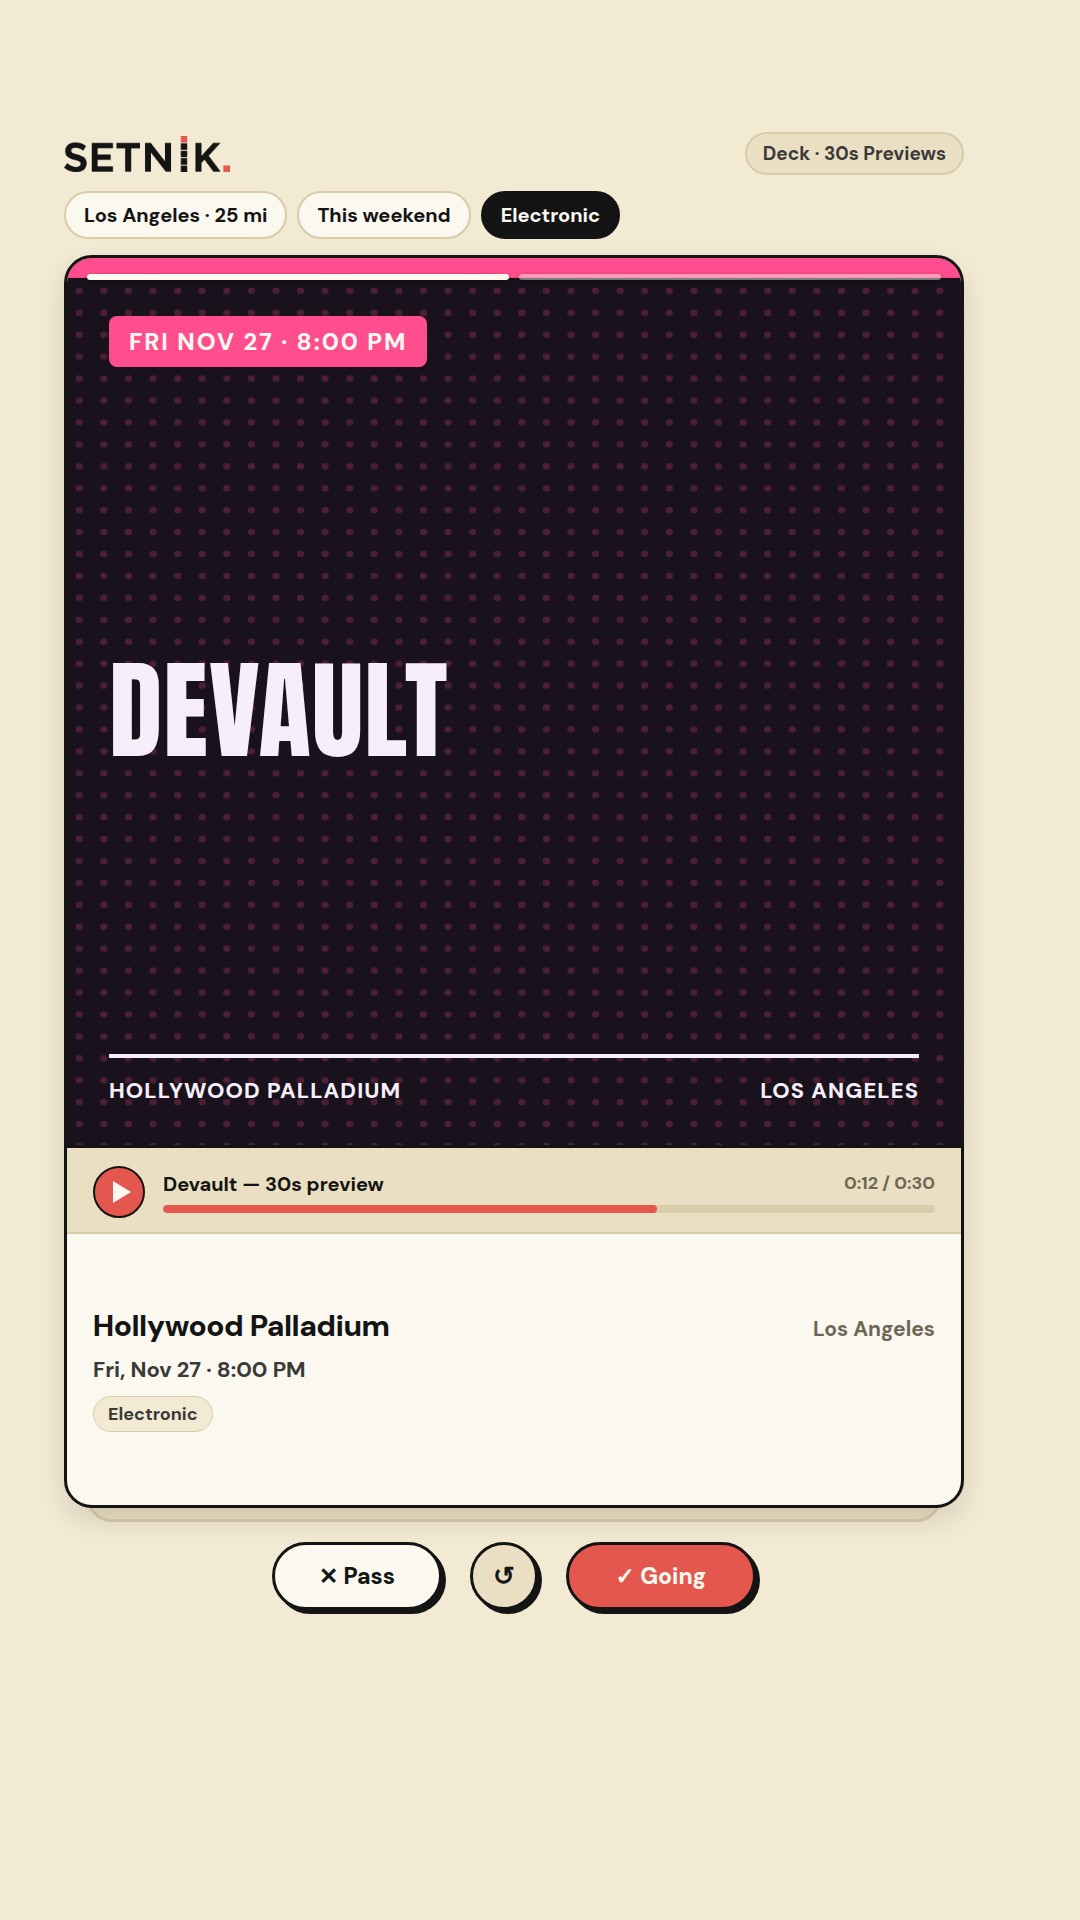 SETNIK.
Deck · 30s Previews
Los Angeles · 25 mi
This weekend
Electronic
FRI NOV 27 · 8:00 PM
DEVAULT
HOLLYWOOD PALLADIUM
LOS ANGELES
Devault — 30s preview
0:12 / 0:30
Hollywood Palladium
Los Angeles
Fri, Nov 27 · 8:00 PM
Electronic
✕ Pass
↺
✓ Going